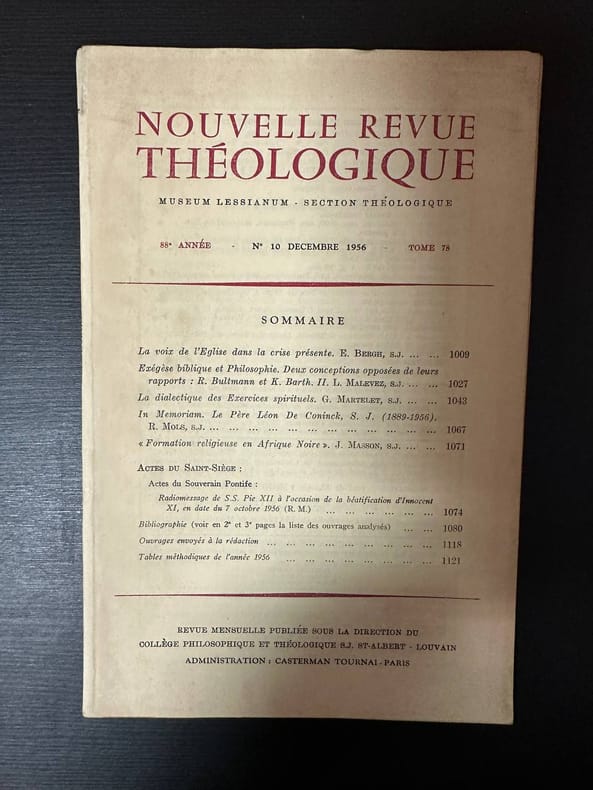 NOUVELLE REVUE
THÉOLOGIQUE
MUSEUM LESSIANUM - SECTION THÉOLOGIQUE
88e ANNÉE - N° 10 DECEMBRE 1956 - TOME 78
SOMMAIRE
La voix de l'Eglise dans la crise présente. E. BERGH, S.J. ... ... 1009
Exégèse biblique et Philosophie. Deux conceptions opposées de leurs
rapports : R. Bultmann et K. Barth. II. L. MALEVEZ, S.J. ... ... 1027
La dialectique des Exercices spirituels. G. MARTELET, S.J. ... ... 1043
In Memoriam. Le Père Léon De Coninck, S. J. (1889-1956).
R. MOLS, S.J. ... ... ... ... ... ... ... ... ... ... ... ... 1067
« Formation religieuse en Afrique Noire ». J. MASSON, S.J. ... ... 1071
ACTES DU SAINT-SIÈGE :
Actes du Souverain Pontife :
Radiomessage de S.S. Pie XII à l'occasion de la béatification d'Innocent
XI, en date du 7 octobre 1956 (R. M.) ... ... ... ... ... 1074
Bibliographie (voir en 2e et 3e pages la liste des ouvrages analysés) ... ... 1080
Ouvrages envoyés à la rédaction ... ... ... ... ... ... ... ... 1118
Tables méthodiques de l'année 1956 ... ... ... ... ... ... ... 1121
REVUE MENSUELLE PUBLIÉE SOUS LA DIRECTION DU
COLLÈGE PHILOSOPHIQUE ET THÉOLOGIQUE S.J. ST-ALBERT - LOUVAIN
ADMINISTRATION : CASTERMAN TOURNAI - PARIS